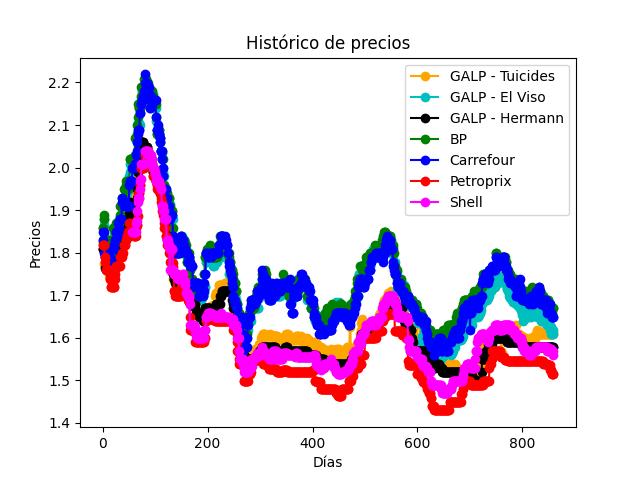 Histórico de precios
GALP - Tuicides
GALP - El Viso
GALP - Hermann
BP
Carrefour
Petroprix
Shell
Precios
2.2
2.1
2.0
1.9
1.8
1.7
1.6
1.5
1.4
0 200 400 600 800
Días